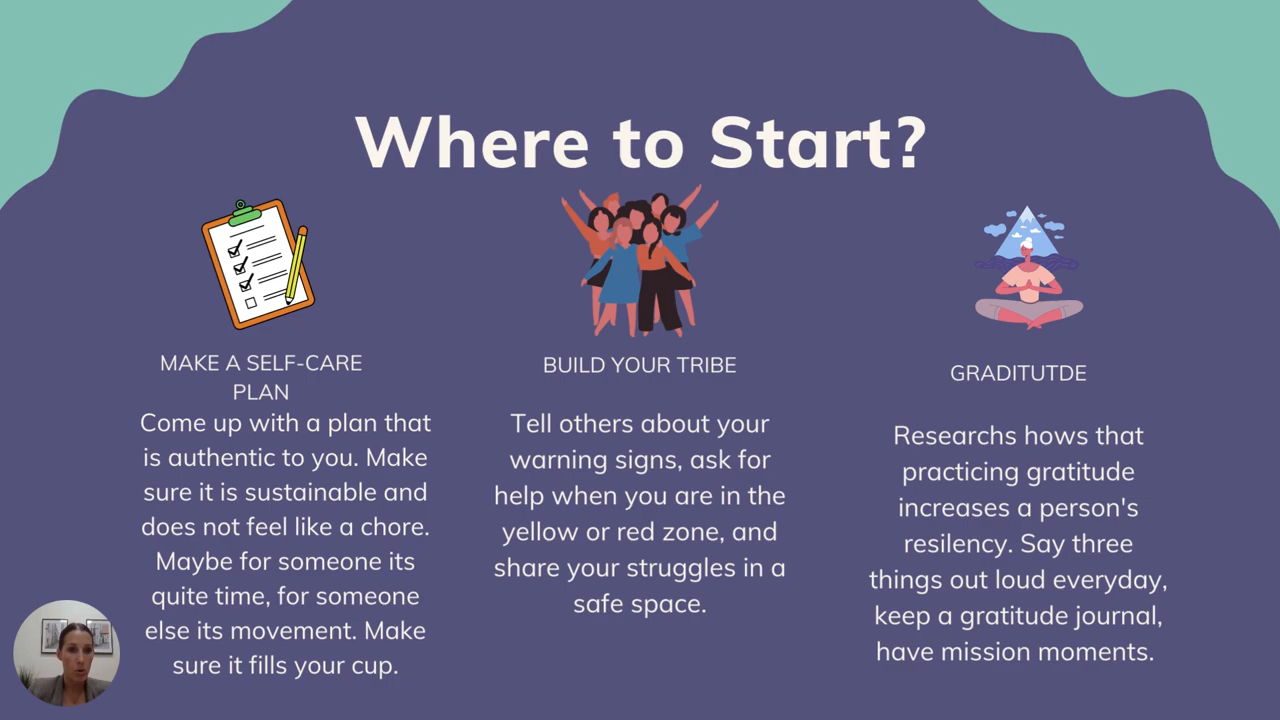 Where to Start?
MAKE A SELF-CARE
PLAN
Come up with a plan that
is authentic to you. Make
sure it is sustainable and
does not feel like a chore.
Maybe for someone its
quite time, for someone
else its movement. Make
sure it fills your cup.
BUILD YOUR TRIBE
Tell others about your
warning signs, ask for
help when you are in the
yellow or red zone, and
share your struggles in a
safe space.
GRADITUTDE
Researchs hows that
practicing gratitude
increases a person's
resilency. Say three
things out loud everyday,
keep a gratitude journal,
have mission moments.